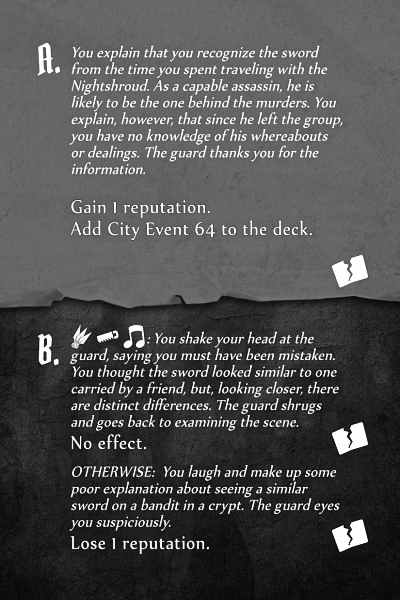 A. You explain that you recognize the sword
from the time you spent traveling with the
Nightshroud. As a capable assassin, he is
likely to be the one behind the murders. You
explain, however, that since he left the group,
you have no knowledge of his whereabouts
or dealings. The guard thanks you for the
information.
Gain 1 reputation.
Add City Event 64 to the deck.
B. : You shake your head at the
guard, saying you must have been mistaken.
You thought the sword looked similar to one
carried by a friend, but, looking closer, there
are distinct differences. The guard shrugs
and goes back to examining the scene.
No effect.
OTHERWISE: You laugh and make up some
poor explanation about seeing a similar
sword on a bandit in a crypt. The guard eyes
you suspiciously.
Lose 1 reputation.